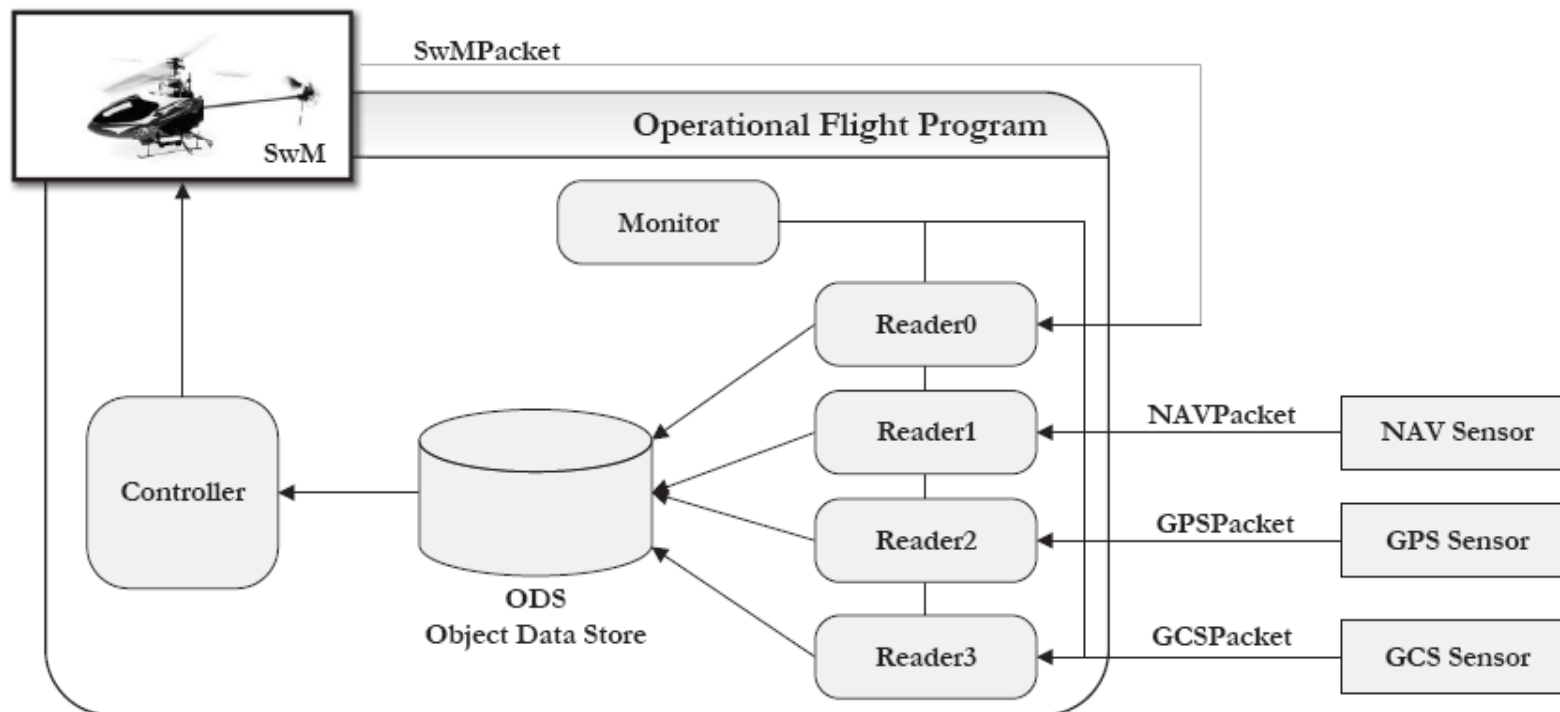 SwMPacket
Operational Flight Program
SwM
Monitor
Reader0
Reader1
NAVPacket
NAV Sensor
Controller
Reader2
GPSPacket
GPS Sensor
ODS
Object Data Store
Reader3
GCSPacket
GCS Sensor